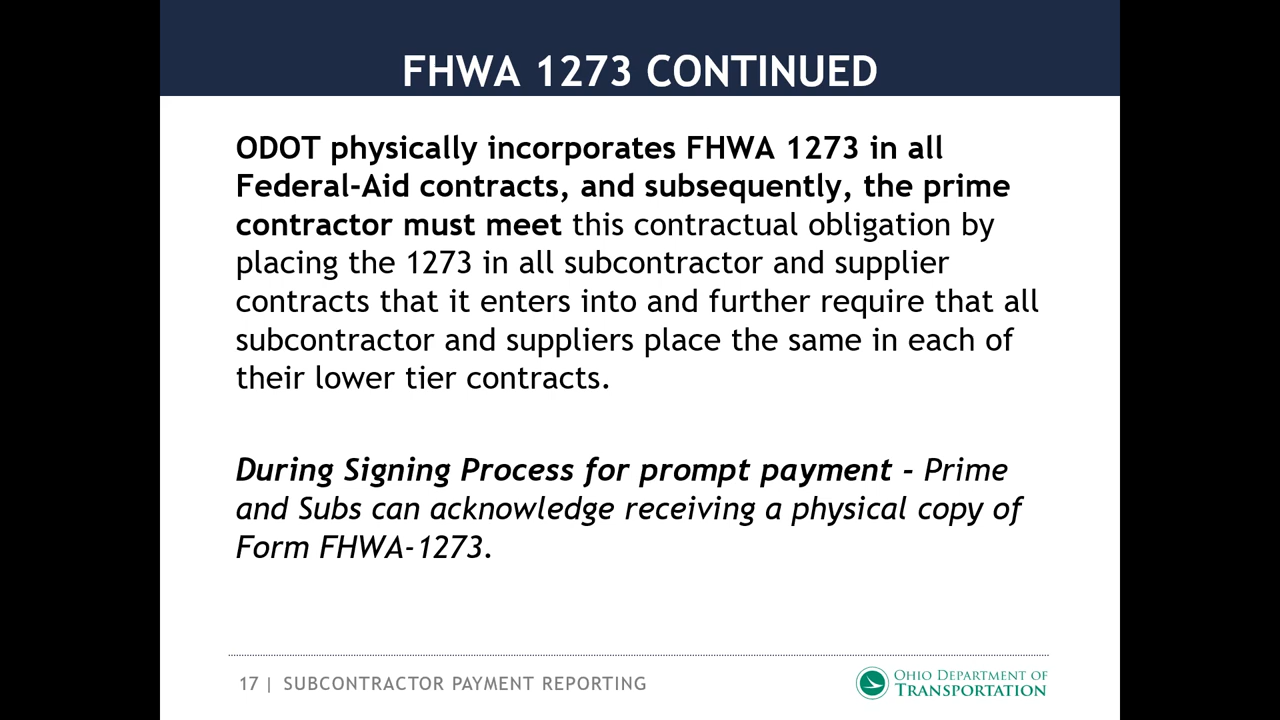 FHWA 1273 CONTINUED
ODOT physically incorporates FHWA 1273 in all
Federal-Aid contracts, and subsequently, the prime
contractor must meet this contractual obligation by
placing the 1273 in all subcontractor and supplier
contracts that it enters into and further require that all
subcontractor and suppliers place the same in each of
their lower tier contracts.
During Signing Process for prompt payment - Prime
and Subs can acknowledge receiving a physical copy of
Form FHWA-1273.
17 | SUBCONTRACTOR PAYMENT REPORTING
OHIO DEPARTMENT OF
TRANSPORTATION